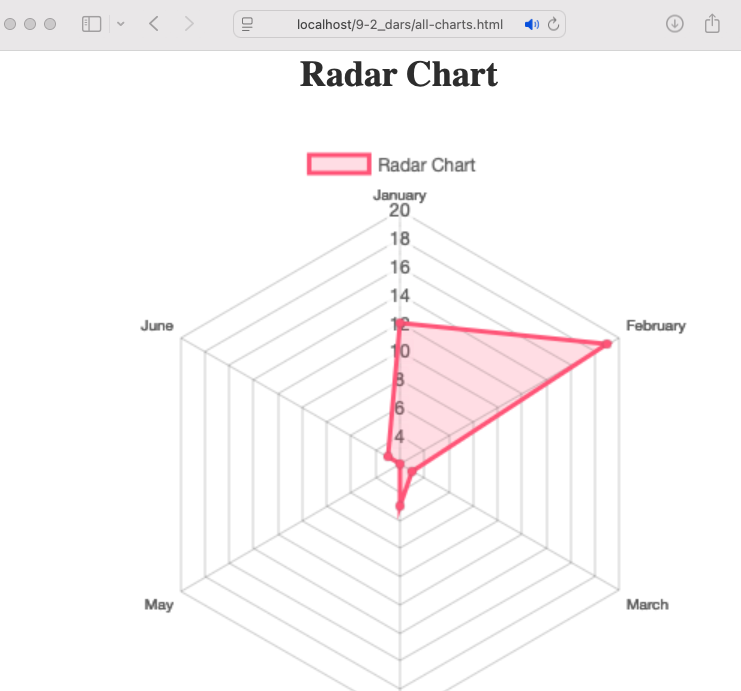 localhost/9-2_dars/all-charts.html
Radar Chart
Radar Chart
January
20
18
16
14
12
10
8
6
4
June
February
May
March